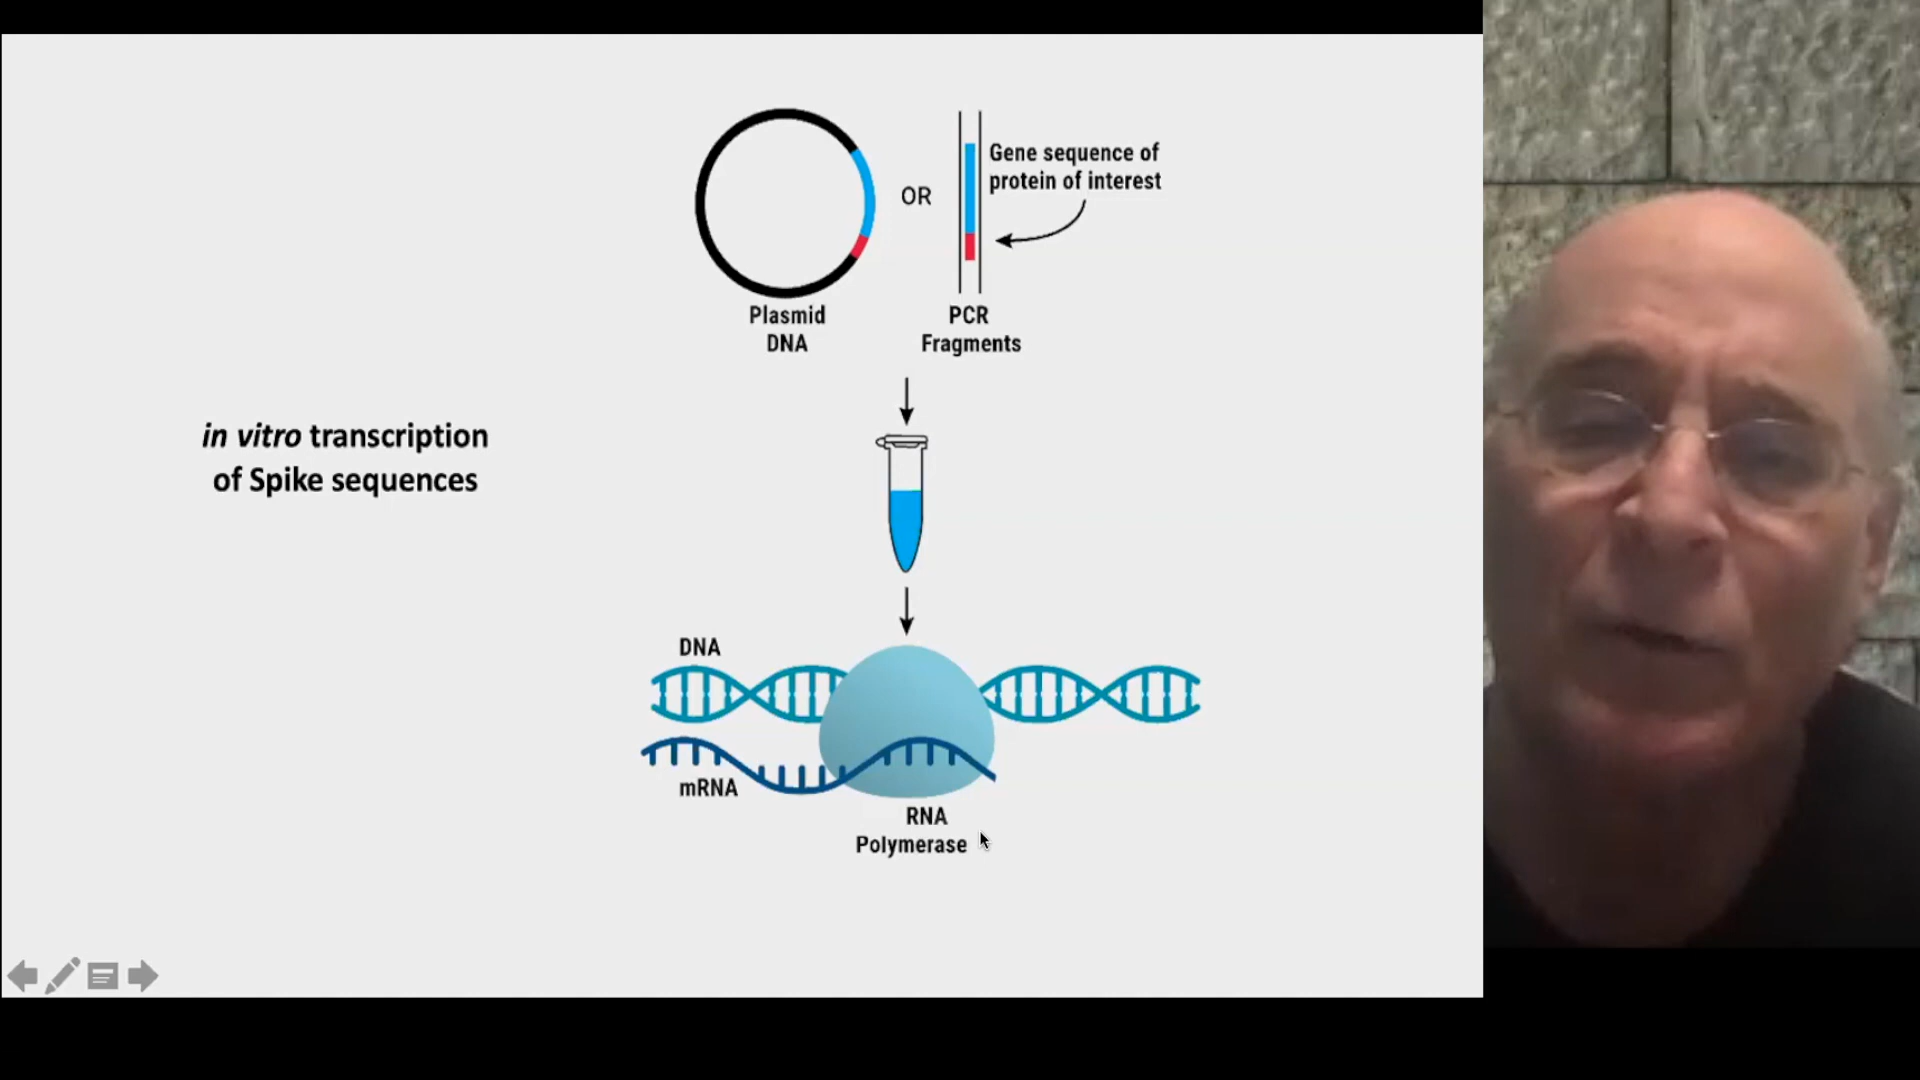 in vitro transcription
of Spike sequences
OR
Gene sequence of
protein of interest
Plasmid
DNA
PCR
Fragments
DNA
mRNA
RNA
Polymerase